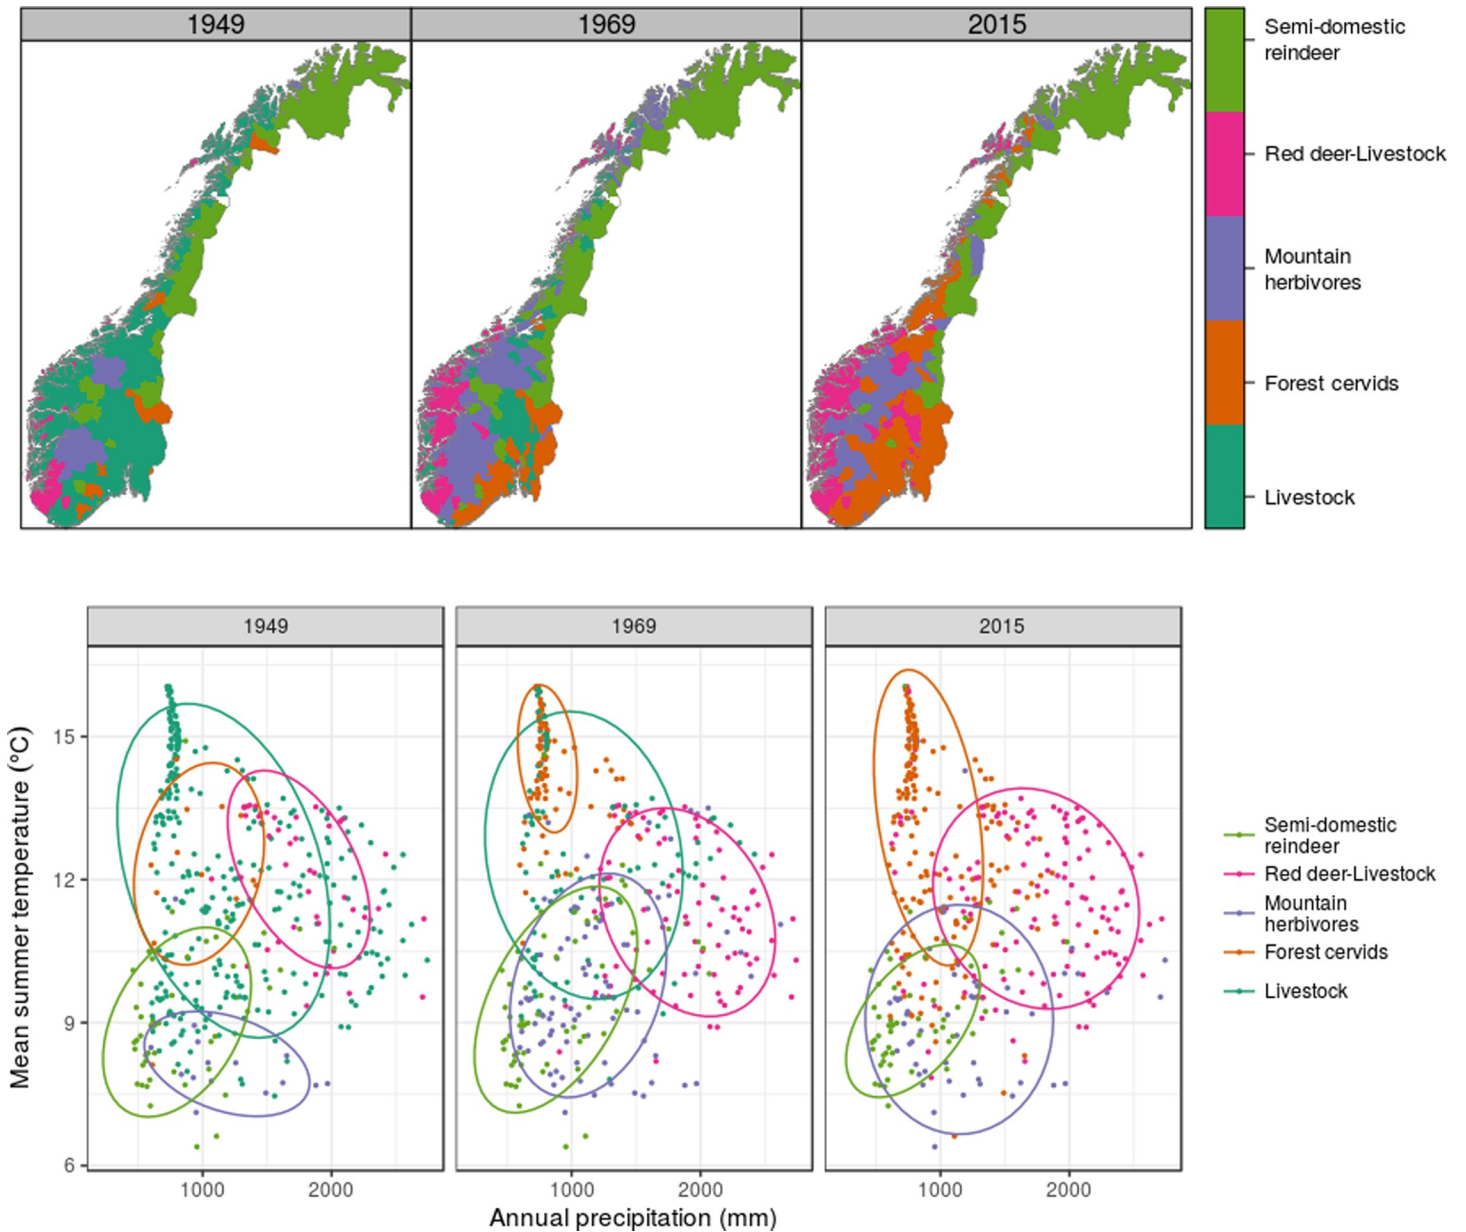 1949 1969 2015
Semi-domestic
reindeer
Red deer-Livestock
Mountain
herbivores
Forest cervids
Livestock
1949 1969 2015
Mean summer temperature (°C)
15
12
9
6
1000 2000 1000 2000 1000 2000
Annual precipitation (mm)
Semi-domestic
reindeer
Red deer-Livestock
Mountain
herbivores
Forest cervids
Livestock